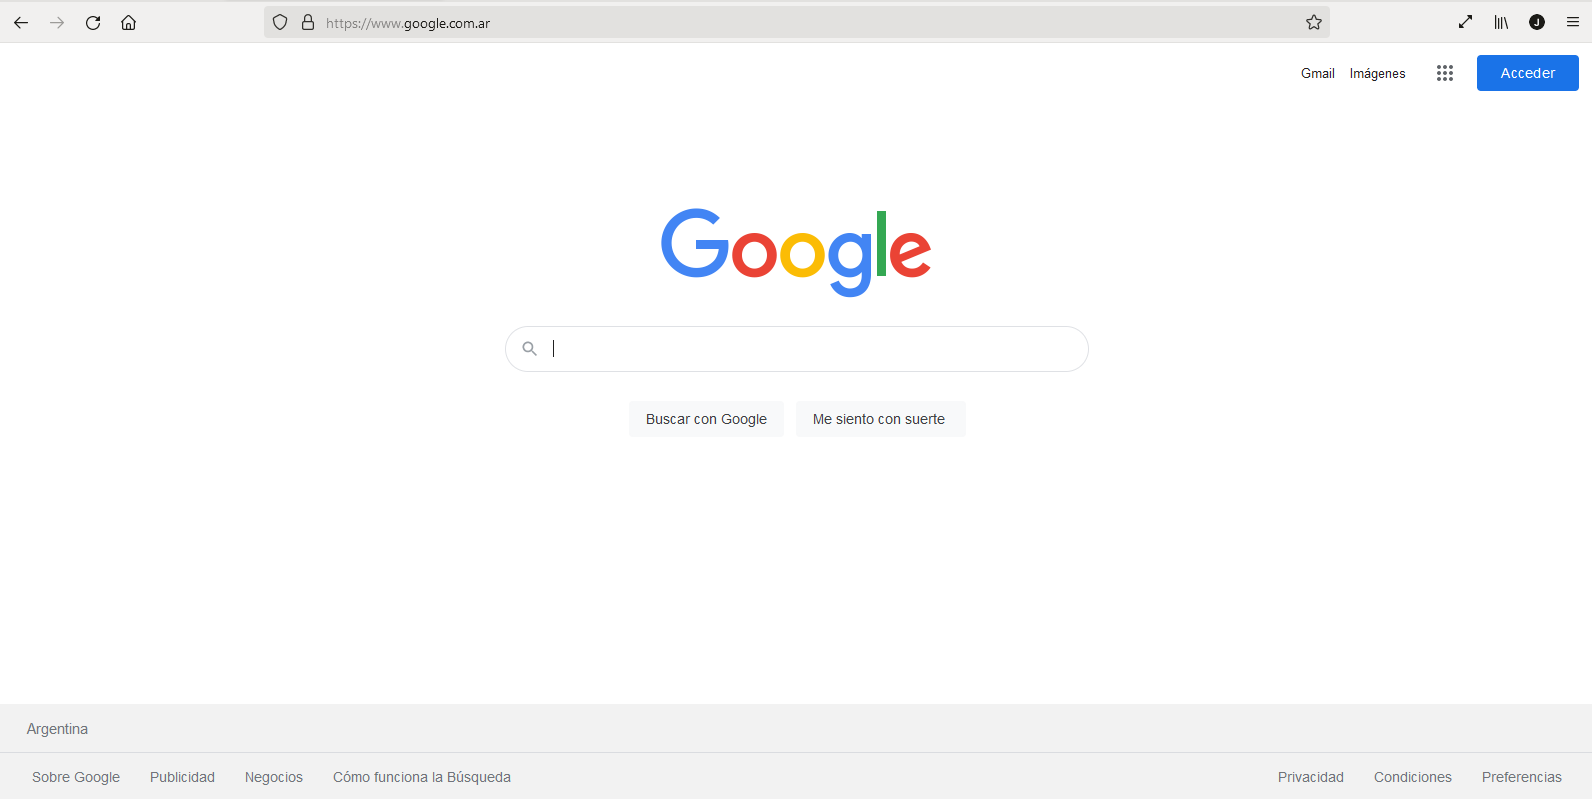 https://www.google.com.ar
J
Gmail Imágenes Acceder
Google
Buscar con Google Me siento con suerte
Argentina
Sobre Google Publicidad Negocios Cómo funciona la Búsqueda Privacidad Condiciones Preferencias